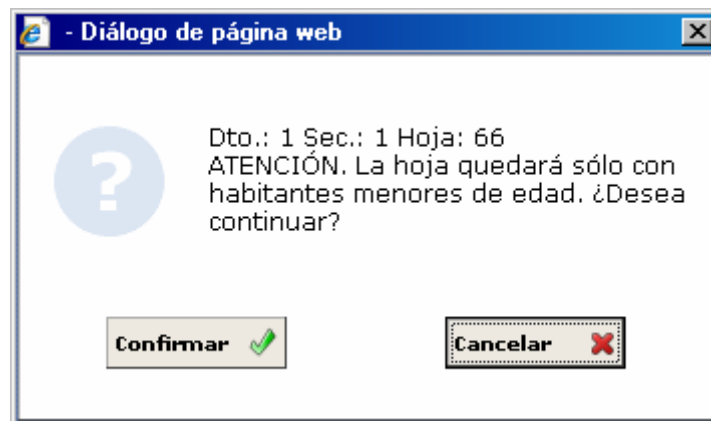 - Diálogo de página web
Dto.: 1 Sec.: 1 Hoja: 66
ATENCIÓN. La hoja quedará sólo con
habitantes menores de edad. ¿Desea
continuar?
Confirmar
Cancelar